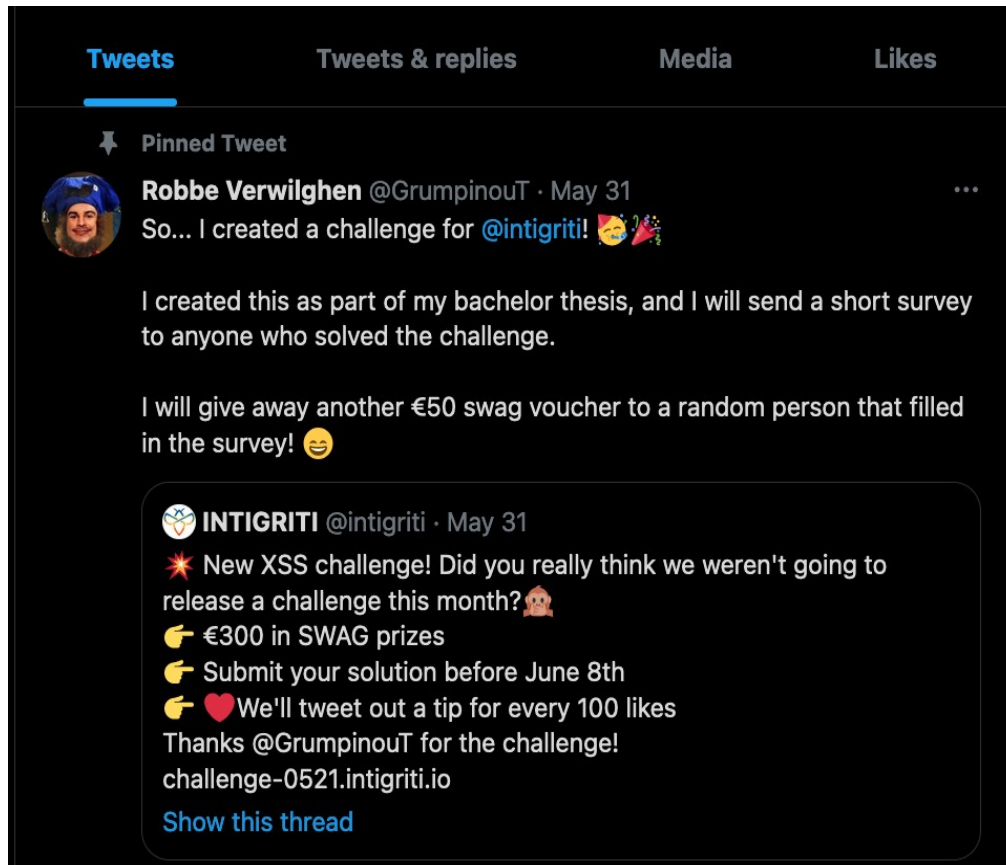 Tweets Tweets & replies Media Likes
Pinned Tweet
Robbe Verwilghen @GrumpinouT · May 31
So... I created a challenge for @intigriti! 🥳🎉
I created this as part of my bachelor thesis, and I will send a short survey
to anyone who solved the challenge.
I will give away another €50 swag voucher to a random person that filled
in the survey! 😄
INTIGRITI @intigriti · May 31
💥 New XSS challenge! Did you really think we weren't going to
release a challenge this month?🙊
👉 €300 in SWAG prizes
👉 Submit your solution before June 8th
👉 ❤️We'll tweet out a tip for every 100 likes
Thanks @GrumpinouT for the challenge!
challenge-0521.intigriti.io
Show this thread